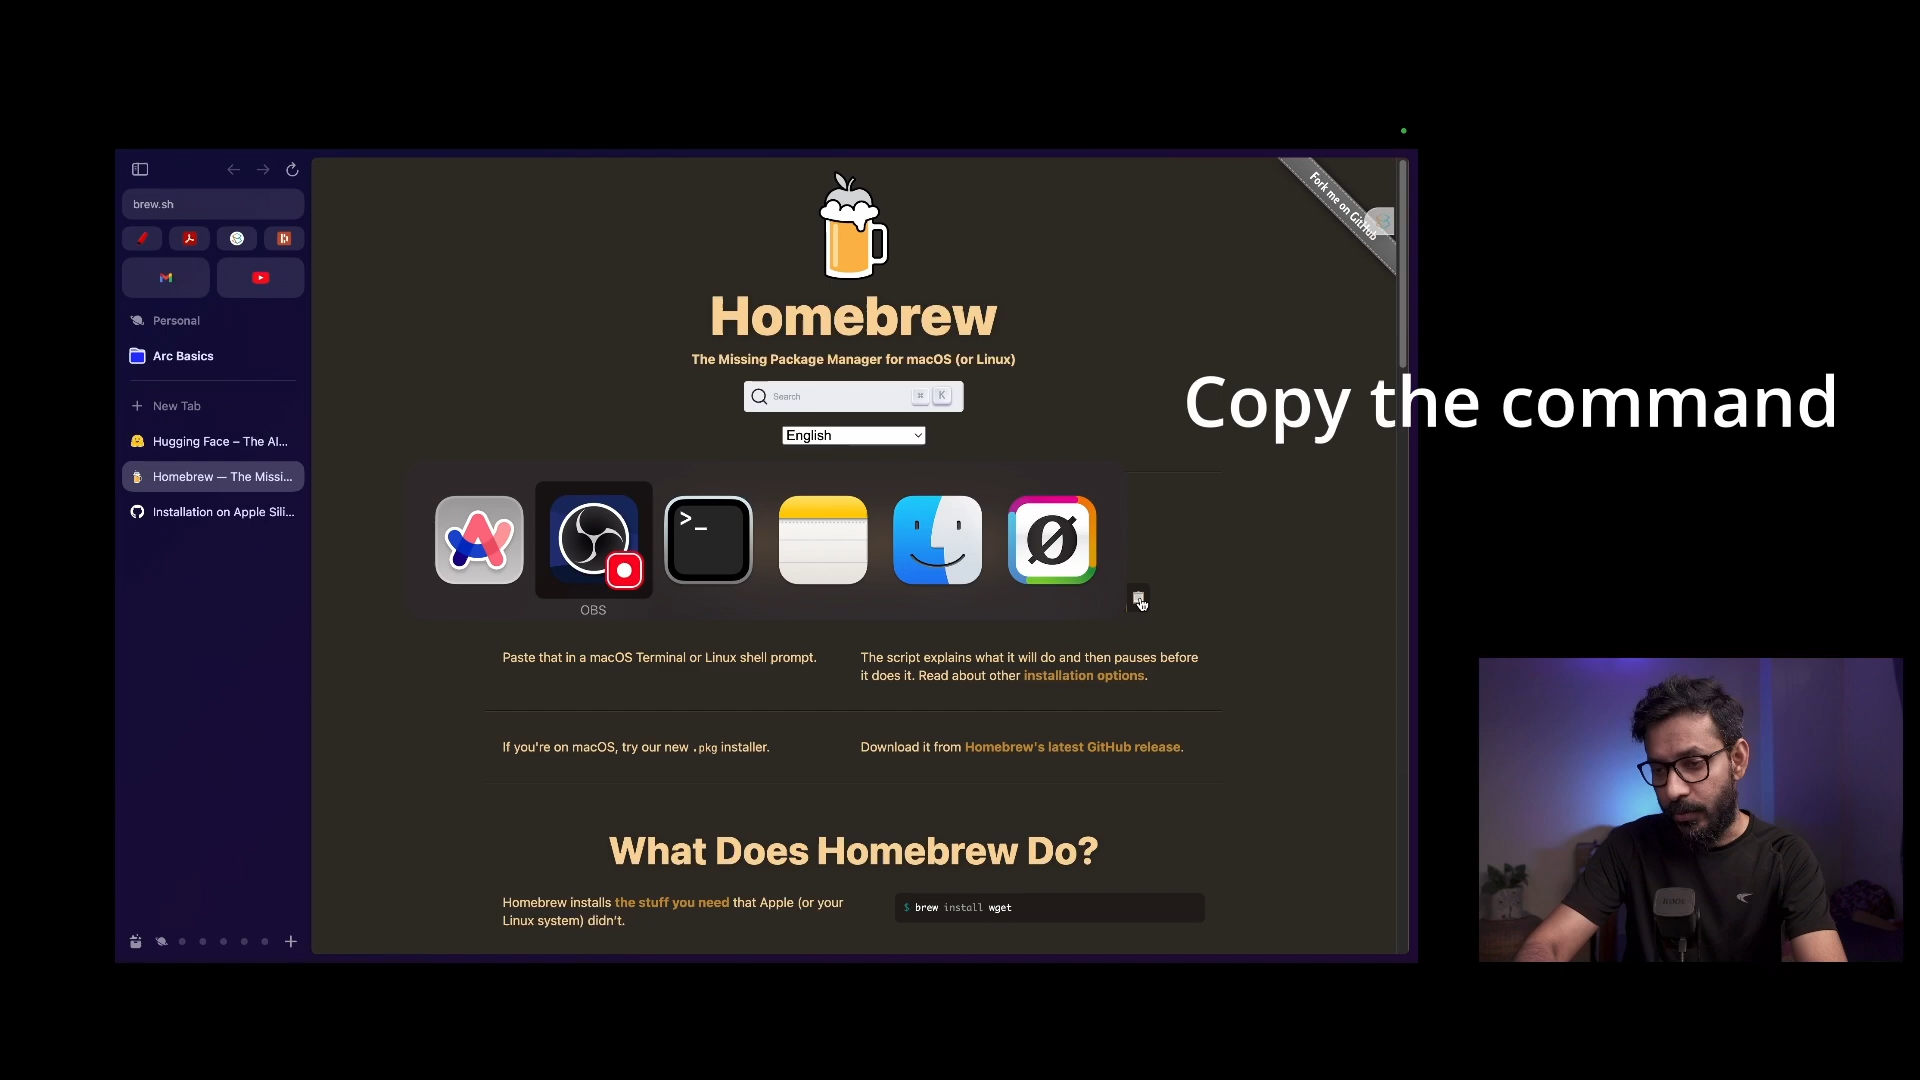 brew.sh
Personal
Arc Basics
New Tab
Hugging Face – The AI...
Homebrew — The Missi...
Installation on Apple Sili...
Fork me on GitHub
Homebrew
The Missing Package Manager for macOS (or Linux)
Search
⌘ K
English
Copy the command
>_
OBS
Paste that in a macOS Terminal or Linux shell prompt.
The script explains what it will do and then pauses before
it does it. Read about other installation options.
If you're on macOS, try our new .pkg installer.
Download it from Homebrew's latest GitHub release.
What Does Homebrew Do?
Homebrew installs the stuff you need that Apple (or your
Linux system) didn't.
$ brew install wget